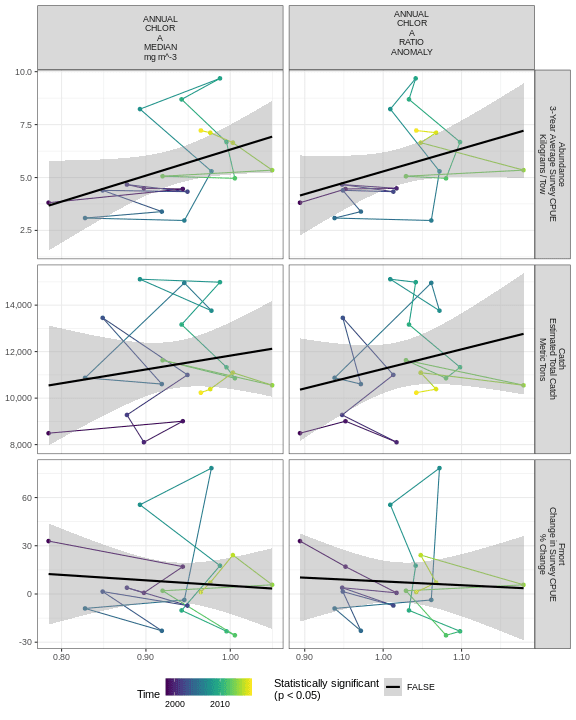 ANNUAL
CHLOR
A
MEDIAN
mg m^-3
ANNUAL
CHLOR
A
RATIO
ANOMALY
10.0
7.5
5.0
2.5
Abundance
3-Year Average Survey CPUE
Kilograms / Tow
14,000
12,000
10,000
8,000
Catch
Estimated Total Catch
Metric Tons
60
30
0
-30
Fmort
Change in Survey CPUE
% Change
0.80
0.90
1.00
0.90
1.00
1.10
Time
2000
2010
Statistically significant
(p < 0.05)
FALSE